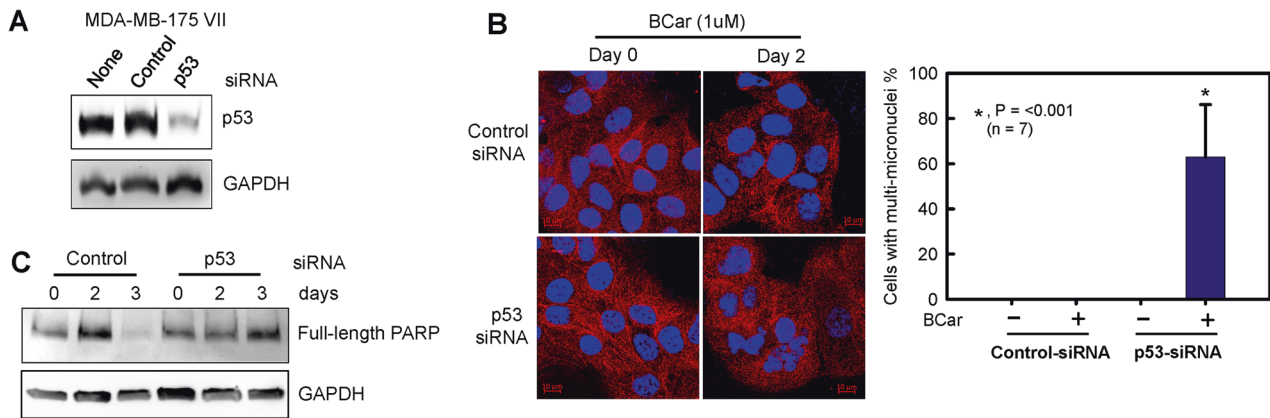 A
MDA-MB-175 VII
None
Control
p53
siRNA
p53
GAPDH
B
BCar (1uM)
Day 0
Day 2
Control
siRNA
p53
siRNA
10 μm
10 μm
10 μm
10 μm
Cells with multi-micronuclei %
100
80
60
40
20
0
*, P = <0.001
(n = 7)
*
BCar
− + − +
Control-siRNA p53-siRNA
C
Control p53 siRNA
0 2 3 0 2 3 days
Full-length PARP
GAPDH